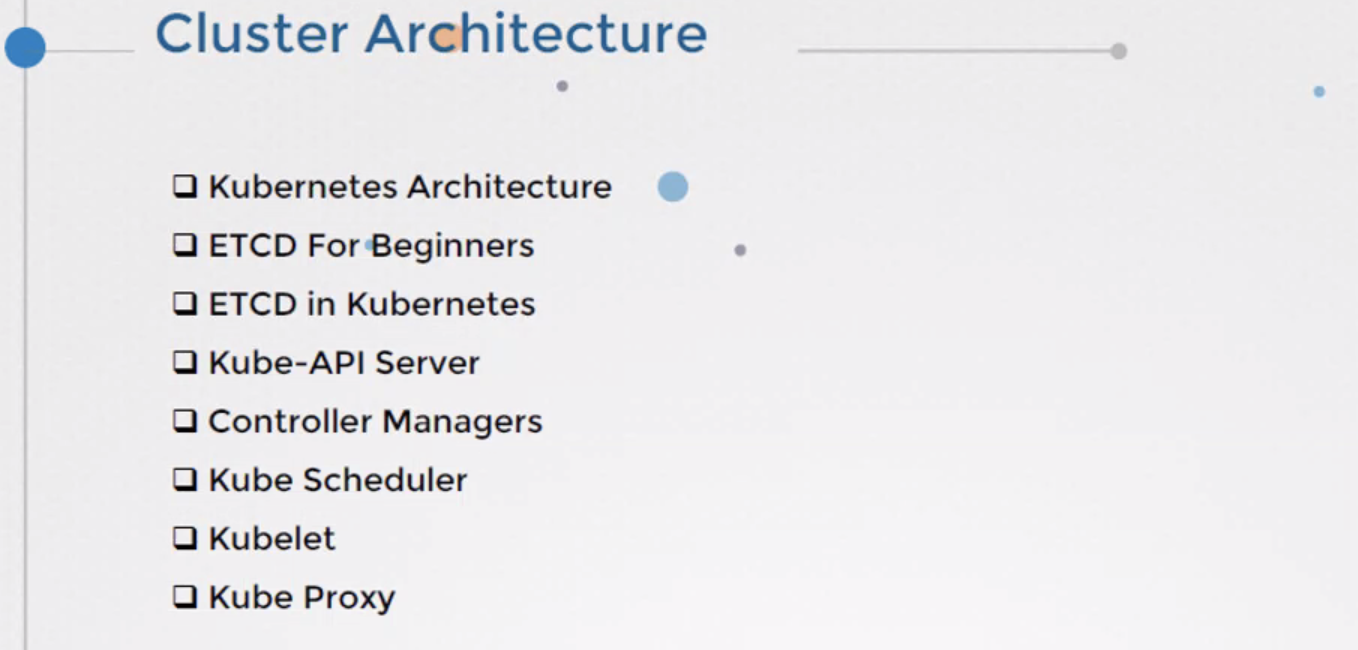 Cluster Architecture
❑ Kubernetes Architecture
❑ ETCD For Beginners
❑ ETCD in Kubernetes
❑ Kube-API Server
❑ Controller Managers
❑ Kube Scheduler
❑ Kubelet
❑ Kube Proxy